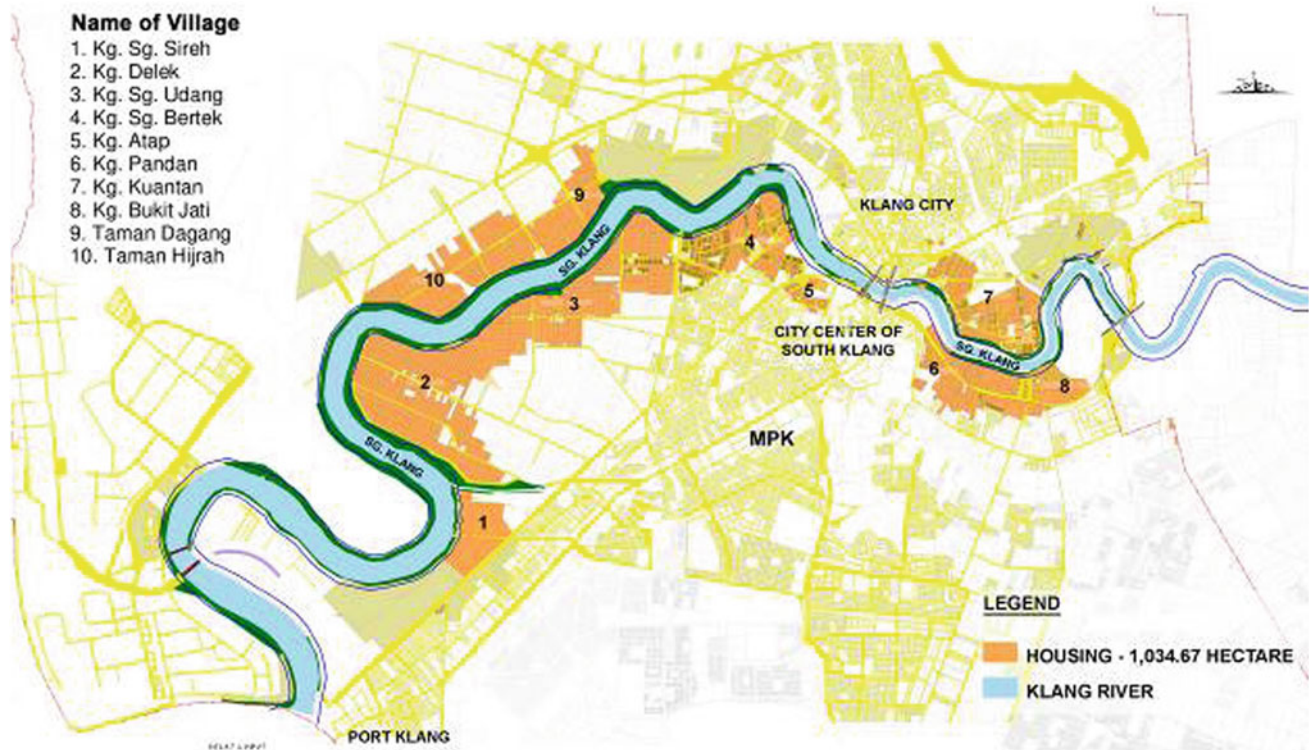 Name of Village
1. Kg. Sg. Sireh
2. Kg. Delek
3. Kg. Sg. Udang
4. Kg. Sg. Bertek
5. Kg. Atap
6. Kg. Pandan
7. Kg. Kuantan
8. Kg. Bukit Jati
9. Taman Dagang
10. Taman Hijrah
9
KLANG CITY
4
SG. KLANG
10
3
5
7
CITY CENTER OF
SOUTH KLANG
SG. KLANG
6
8
2
MPK
SG. KLANG
1
LEGEND
HOUSING - 1,034.67 HECTARE
KLANG RIVER
PORT KLANG